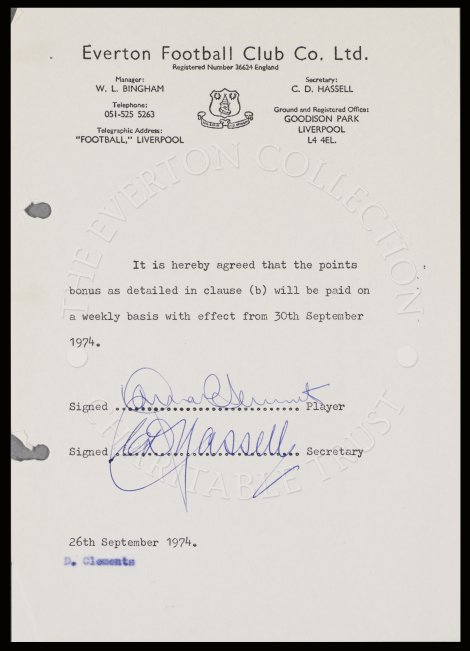 Everton Football Club Co. Ltd.
Registered Number 36624 England
Manager:
W. L. BINGHAM
Telephone:
051-525 5263
Telegraphic Address:
"FOOTBALL," LIVERPOOL
Secretary:
C. D. HASSELL
Ground and Registered Office:
GOODISON PARK
LIVERPOOL
L4 4EL.
THE EVERTON COLLECTION
CHARITABLE TRUST
It is hereby agreed that the points
bonus as detailed in clause (b) will be paid on
a weekly basis with effect from 30th September
1974.
Signed Player
Signed CD Hassell Secretary
26th September 1974.
D. Clements